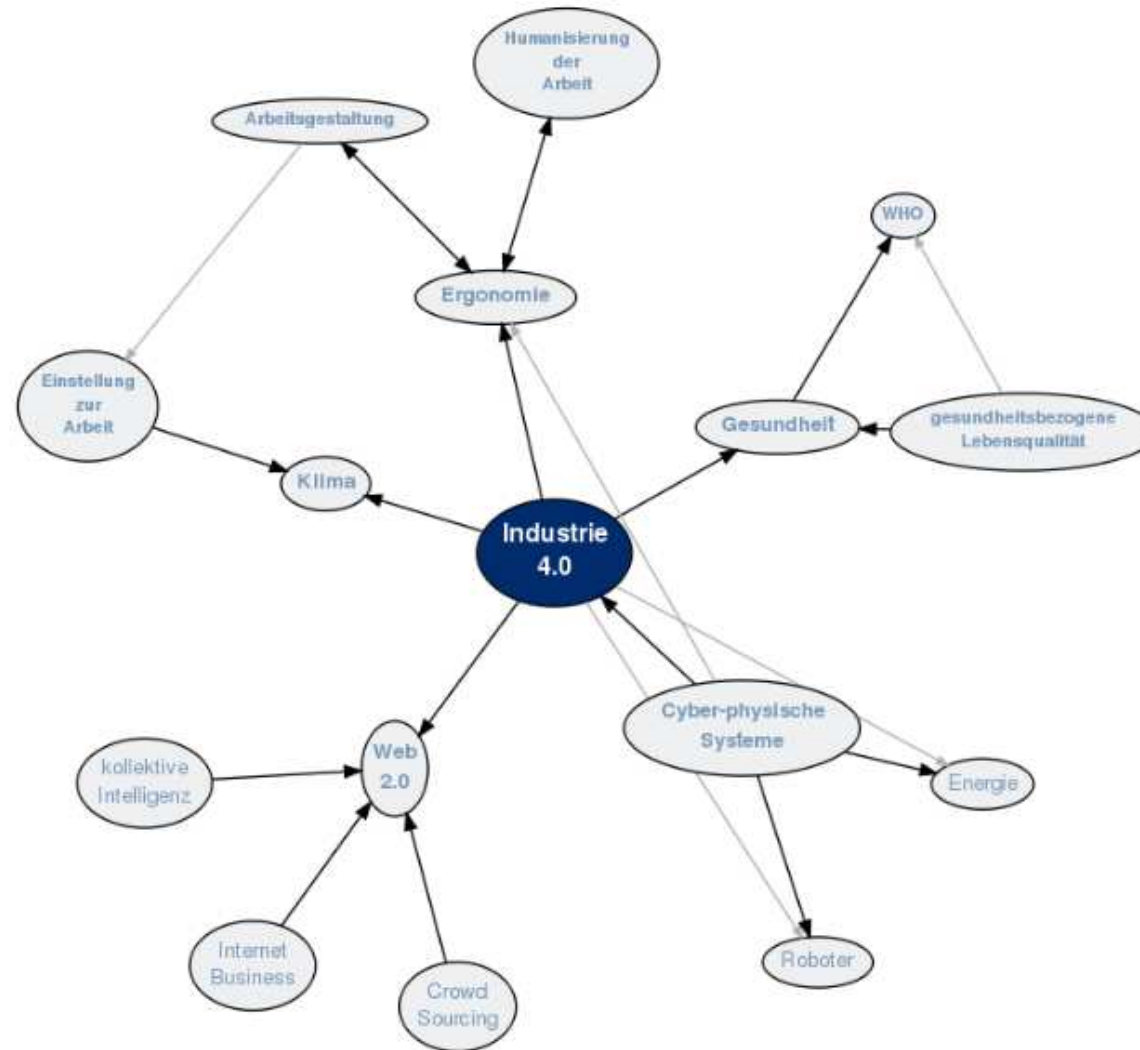 Humanisierung
der
Arbeit
Arbeitsgestaltung
WHO
Ergonomie
Einstellung
zur
Arbeit
Gesundheit
gesundheitsbezogene
Lebensqualität
Klima
Industrie
4.0
Cyber-physische
Systeme
Web
2.0
kollektive
Intelligenz
Energie
Internet
Business
Roboter
Crowd
Sourcing